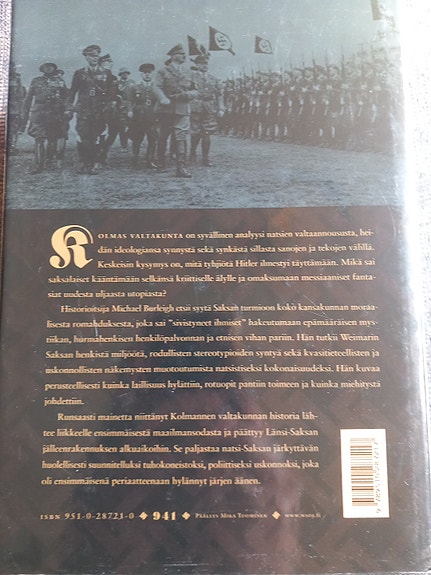 KOLMAS VALTAKUNTA on syvällinen analyysi natsien valtaannoususta, hei-
dän ideologiansa synnystä sekä synkästä sillasta sanojen ja tekojen välillä.
Keskeisin kysymys on, mitä tyhjiötä Hitler ilmestyi täyttämään. Mikä sai
saksalaiset kääntämään selkänsä kriittiselle älylle ja omaksumaan messiaaniset fanta-
siat uudesta uljaasta utopiasta?
Historioitsija Michael Burleigh etsii syytä Saksan turmioon koko kansakunnan moraa-
lisesta romahduksesta, joka sai "sivistyneet ihmiset" hakeutumaan epämääräisen mys-
tiikan, hurmahenkisen henkilöpalvonnan ja etnisen vihan pariin. Hän tutkii Weimarin
Saksan henkistä miljöötä, rodullisten stereotypioiden syntyä sekä kvasitieteellisten ja
uskonnollisten näkemysten muotoutumista natsistiseksi kokonaisuudeksi. Hän kuvaa
perusteellisesti kuinka laillisuus hylättiin, rotuopit pantiin toimeen ja kuinka miehitystä
johdettiin.
Runsaasti mainetta niittänyt Kolmannen valtakunnan historia läh-
tee liikkeelle ensimmäisestä maailmansodasta ja päättyy Länsi-Saksan
jälleenrakennuksen alkuaikoihin. Se paljastaa natsi-Saksan järkyttävän
huolellisesti suunnitelluksi tuhokoneistoksi, poliittiseksi uskonnoksi, joka
oli ensimmäisenä periaatteenaan hylännyt järjen äänen.
ISBN 951-0-28723-0 941 PÄÄLLYS MIKA TUOMINEN www.wsoy.fi